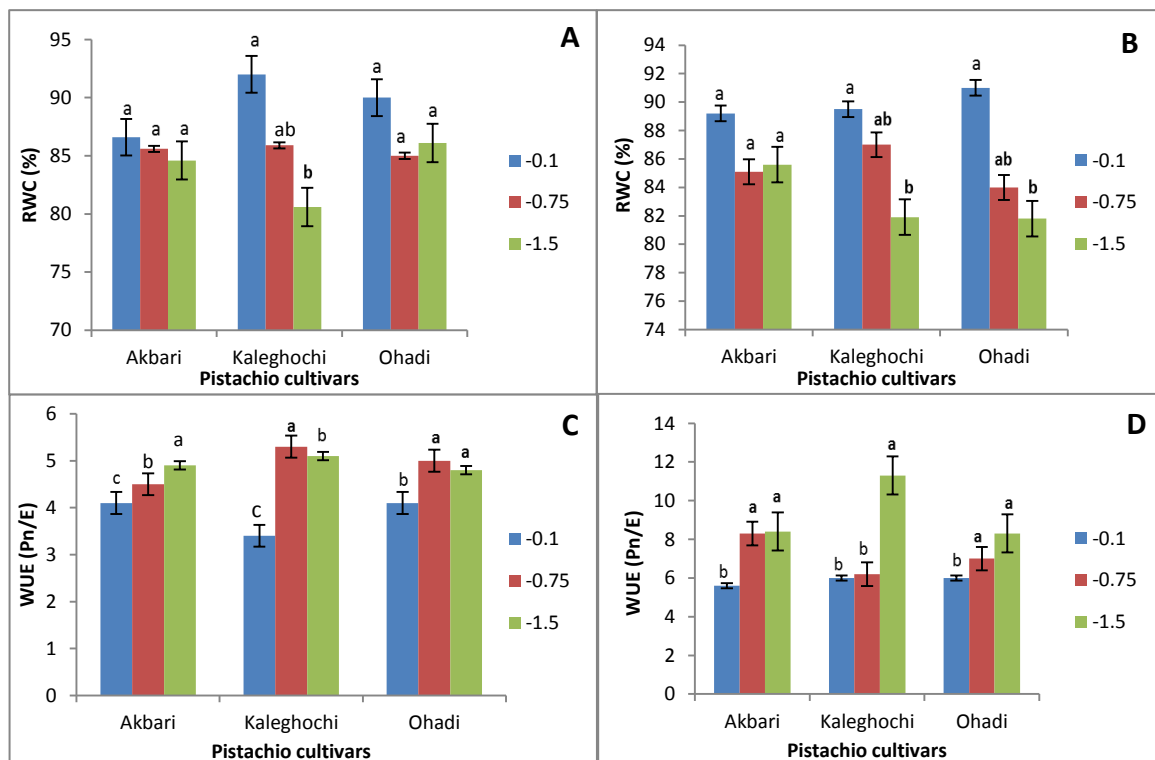 A
RWC (%)
95
90
85
80
75
70
a
a
a
a
ab
b
a
a
a
-0.1
-0.75
-1.5
Akbari
Kaleghochi
Ohadi
Pistachio cultivars
B
RWC (%)
94
92
90
88
86
84
82
80
78
76
74
a
a
a
a
ab
b
a
ab
b
-0.1
-0.75
-1.5
Akbari
Kaleghochi
Ohadi
Pistachio cultivars
C
WUE (Pn/E)
6
5
4
3
2
1
0
c
b
a
c
a
b
b
a
a
-0.1
-0.75
-1.5
Akbari
Kaleghochi
Ohadi
Pistachio cultivars
D
WUE (Pn/E)
14
12
10
8
6
4
2
0
b
a
a
b
b
a
b
a
a
-0.1
-0.75
-1.5
Akbari
Kaleghochi
Ohadi
Pistachio cultivars